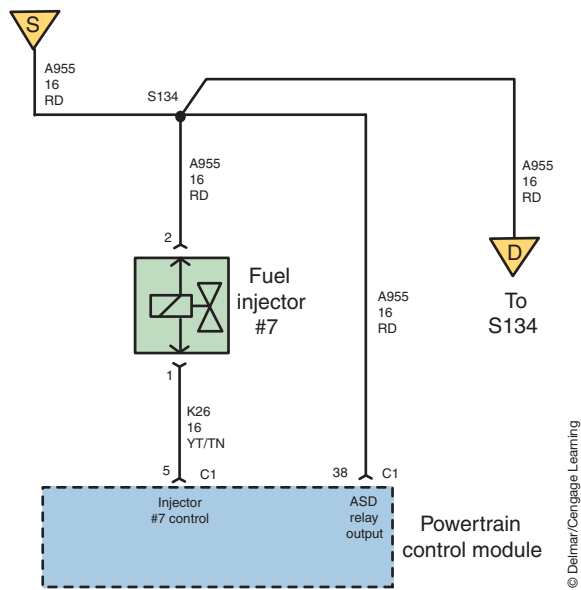 S
A955
16
RD
S134
A955
16
RD
A955
16
RD
2
D
Fuel
injector
#7
To
S134
A955
16
RD
1
K26
16
YT/TN
5
C1
38
C1
Injector
#7 control
ASD
relay
output
Powertrain
control module
© Delmar/Cengage Learning